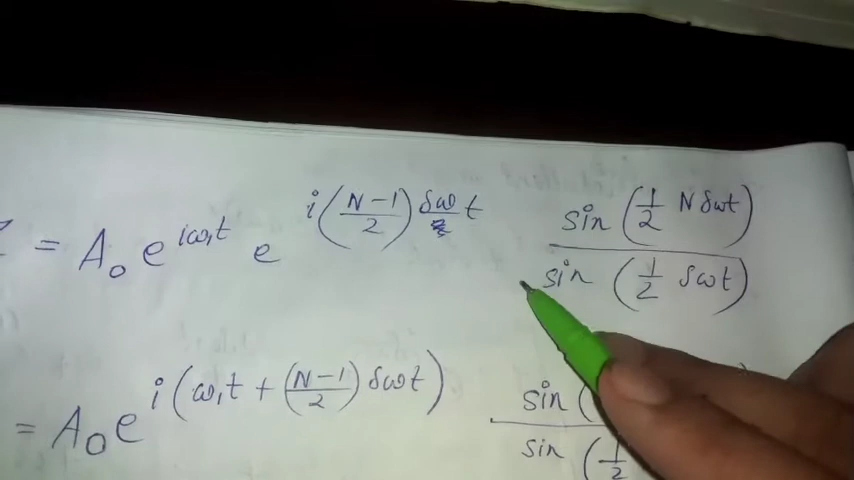 = A₀ e^{iω₁t} e^{i((N-1)/2) δωt} sin(1/2 Nδωt) / sin(1/2 δωt)
= A₀ e^{i(ω₁t + ((N-1)/2) δωt)} sin( / sin(1/2